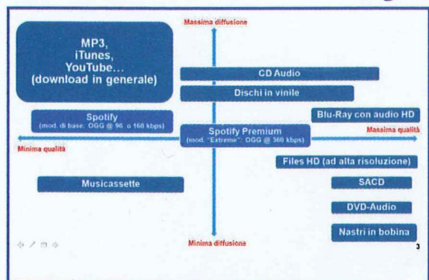 Massima diffusione
MP3,
iTunes,
YouTube...
(download in generale)
CD Audio
Dischi in vinile
Blu-Ray con audio HD
Spotify
(mod. di base: OGG @ 96 o 160 kbps)
Spotify Premium
(mod. "Extreme": OGG @ 360 kbps)
Massima qualità
Minima qualità
Files HD (ad alta risoluzione)
Musicassette
SACD
DVD-Audio
Nastri in bobina
Minima diffusione
3